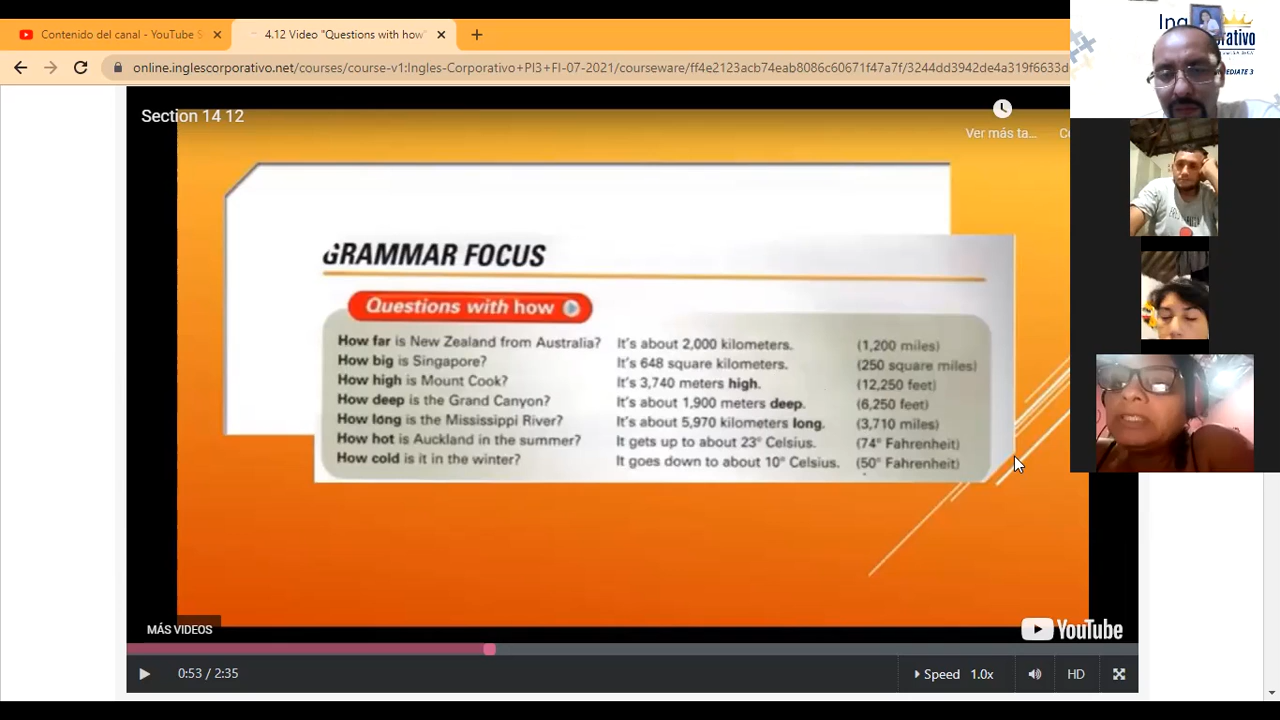 Contenido del canal - YouTube S
4.12 Video "Questions with how"
online.inglescorporativo.net/courses/course-v1:Ingles-Corporativo+PI3+FI-07-2021/courseware/ff4e2123acb74eab8086c60671f47a7f/3244dd3942de4a319f6633d
Section 14 12
Ver más ta...
GRAMMAR FOCUS
Questions with how
How far is New Zealand from Australia? It's about 2,000 kilometers. (1,200 miles)
How big is Singapore? It's 648 square kilometers. (250 square miles)
How high is Mount Cook? It's 3,740 meters high. (12,250 feet)
How deep is the Grand Canyon? It's about 1,900 meters deep. (6,250 feet)
How long is the Mississippi River? It's about 5,970 kilometers long. (3,710 miles)
How hot is Auckland in the summer? It gets up to about 23° Celsius. (74° Fahrenheit)
How cold is it in the winter? It goes down to about 10° Celsius. (50° Fahrenheit)
MÁS VIDEOS
YouTube
0:53 / 2:35
Speed 1.0x
HD